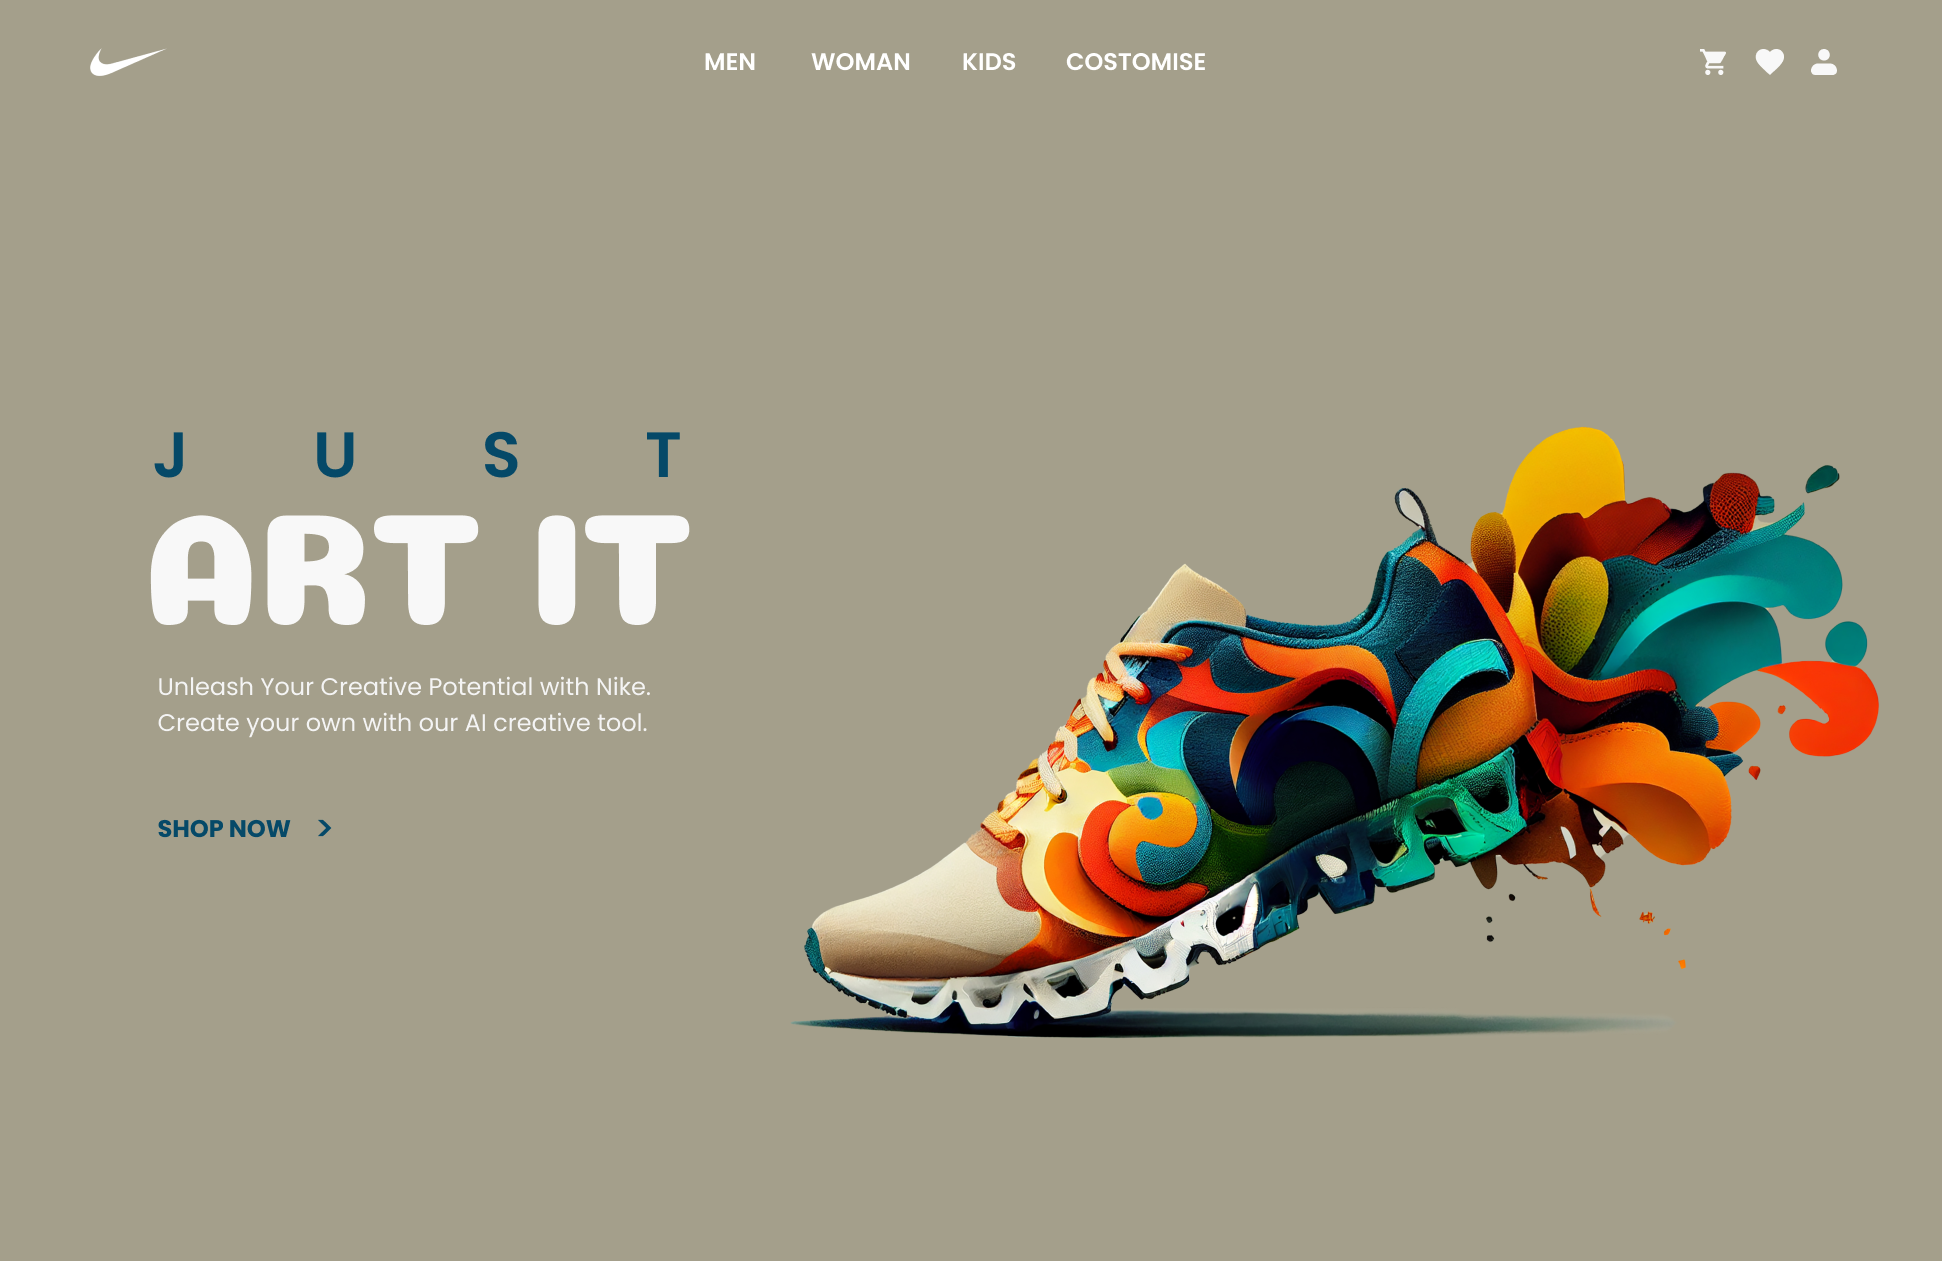 MEN WOMAN KIDS COSTOMISE
JUST
ART IT
Unleash Your Creative Potential with Nike.
Create your own with our AI creative tool.
SHOP NOW >